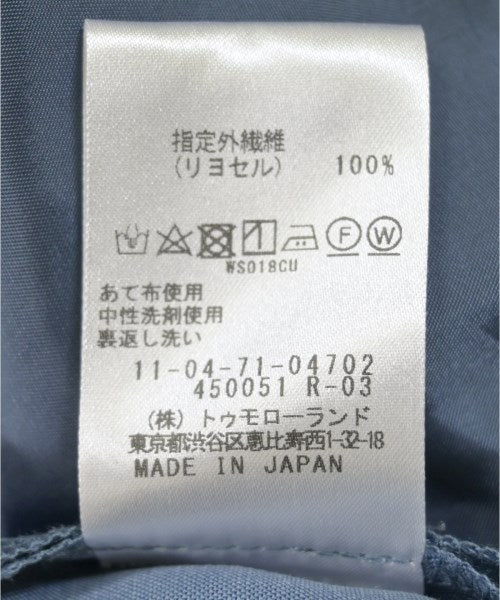 指定外繊維
(リヨセル) 100%
F W
WS018CU
あて布使用
中性洗剤使用
裏返し洗い
11-04-71-04702
450051 R-03
(株) トゥモローランド
東京都渋谷区恵比寿西1-32-18
MADE IN JAPAN